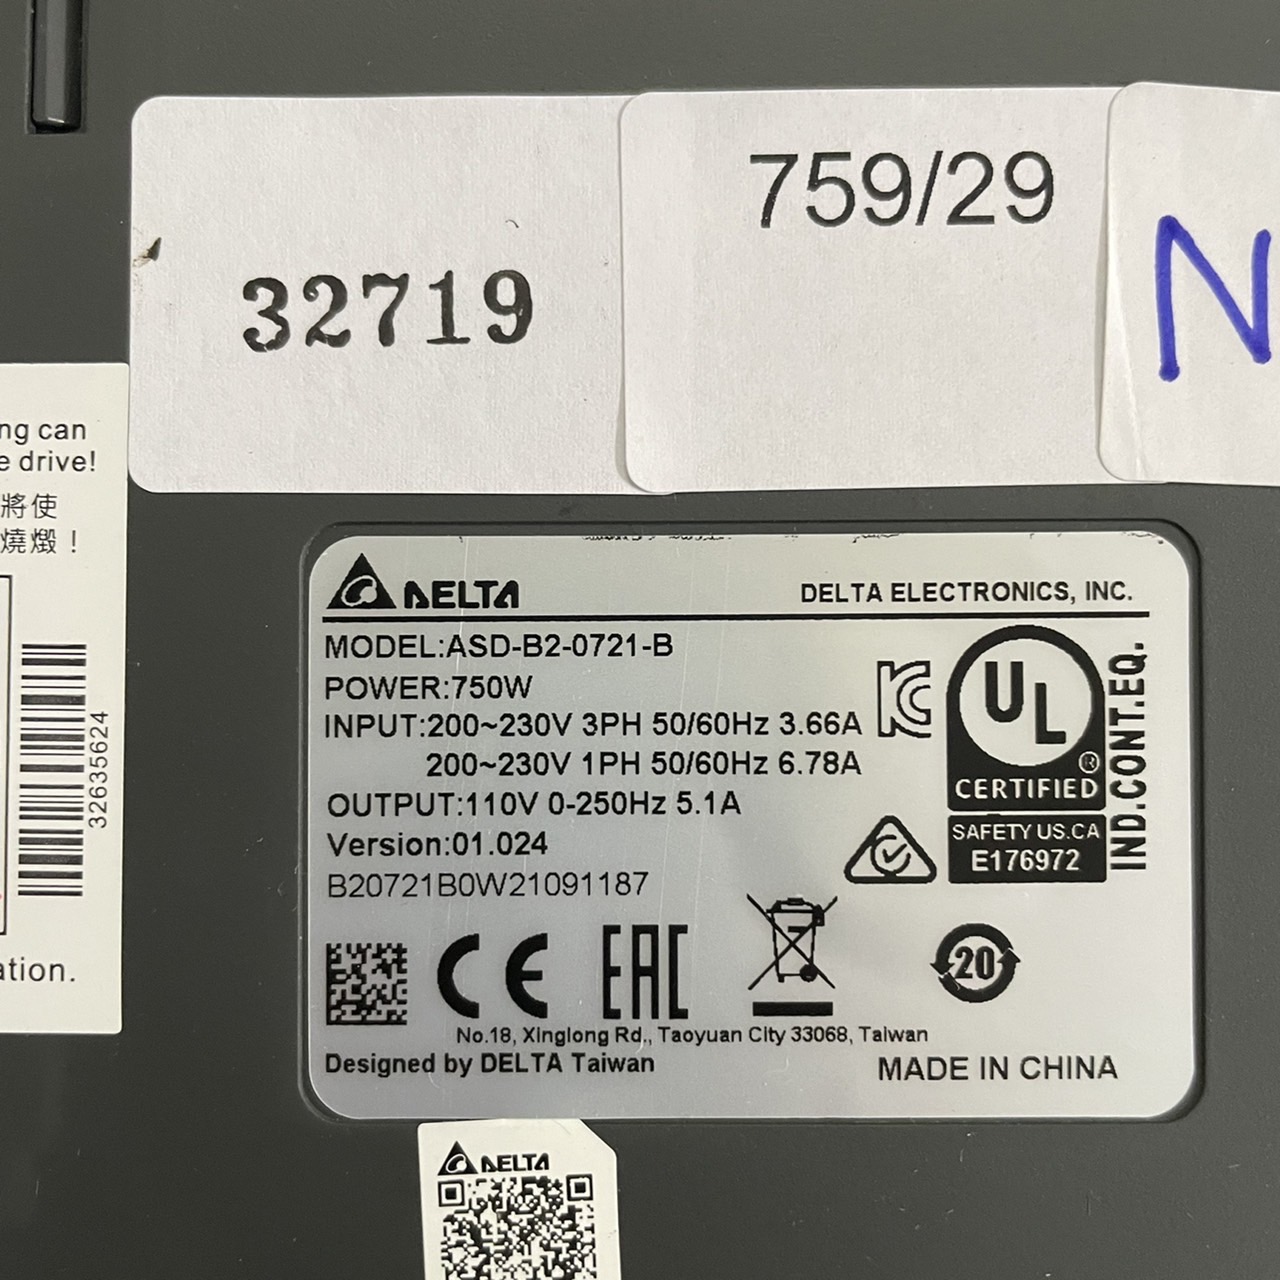 759/29
N
32719
ng can
e drive!
將使
燒燬！
32635624
ation.
DELTA
DELTA ELECTRONICS, INC.
MODEL:ASD-B2-0721-B
POWER:750W
INPUT:200~230V 3PH 50/60Hz 3.66A
200~230V 1PH 50/60Hz 6.78A
OUTPUT:110V 0-250Hz 5.1A
Version:01.024
B20721B0W21091187
KC
UL
®
CERTIFIED
SAFETY US.CA
E176972
IND.CONT.EQ.
CE
EAC
20
No.18, Xinglong Rd., Taoyuan City 33068, Taiwan
Designed by DELTA Taiwan
MADE IN CHINA
DELTA